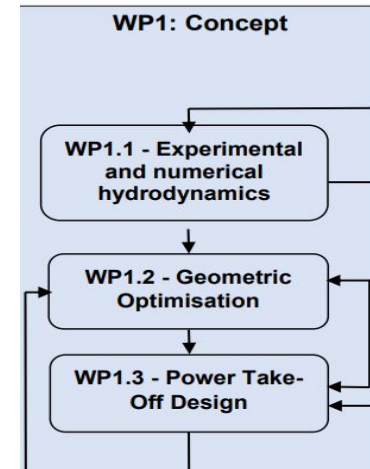 WP1: Concept
WP1.1 - Experimental
and numerical
hydrodynamics
WP1.2 - Geometric
Optimisation
WP1.3 - Power Take-
Off Design